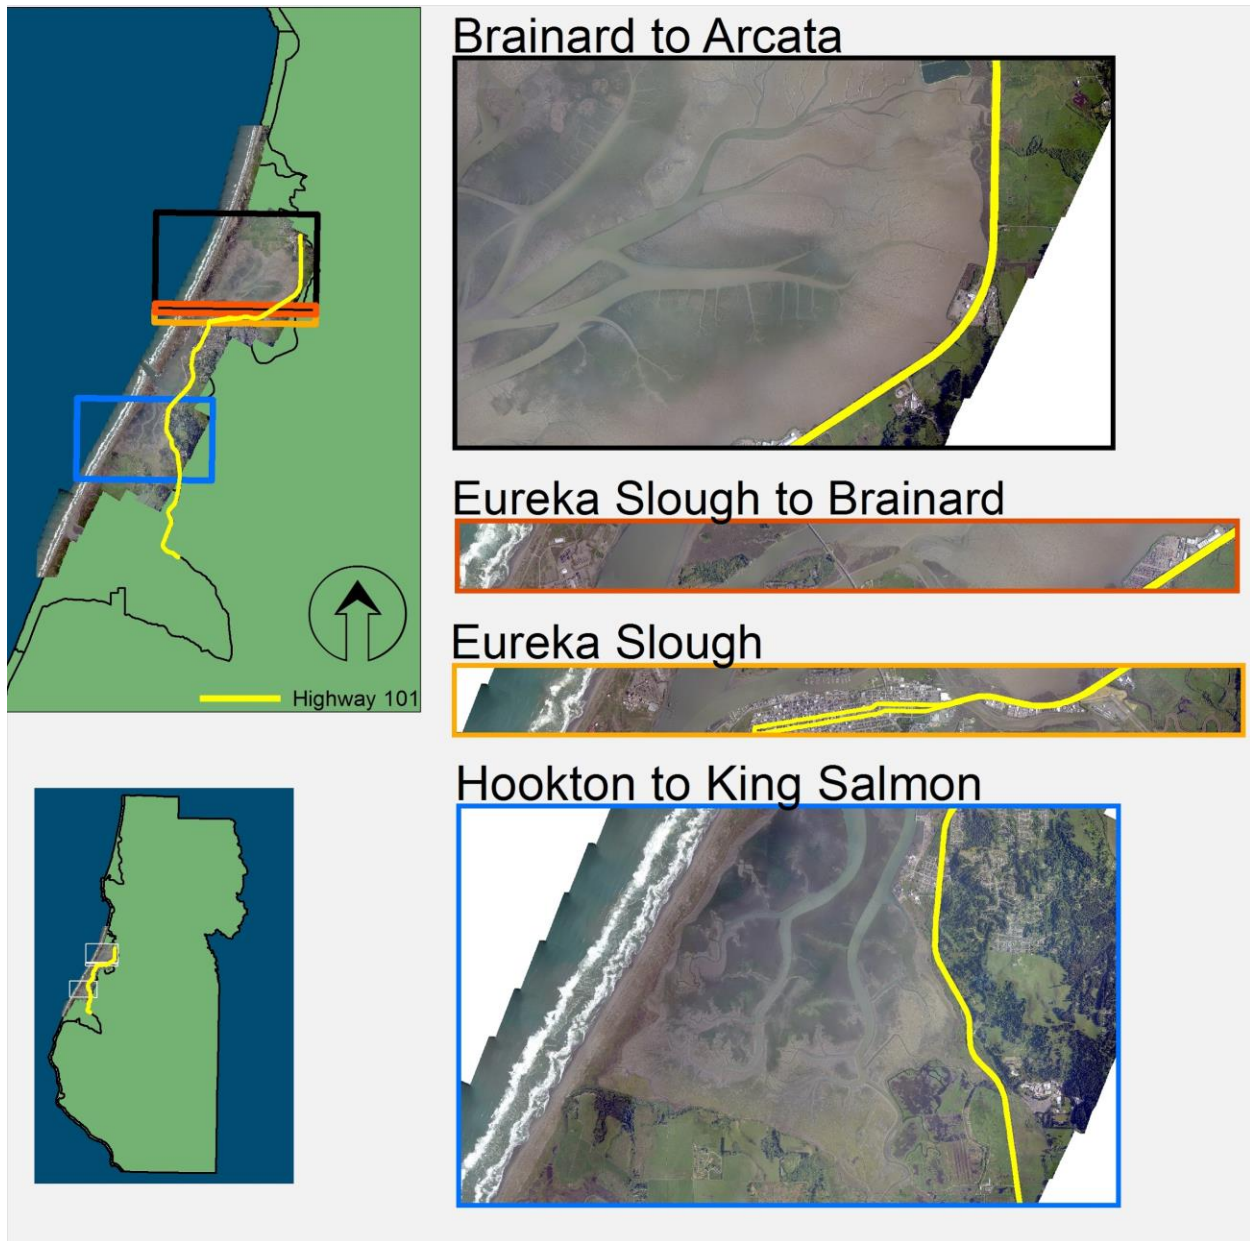 Brainard to Arcata
Eureka Slough to Brainard
Eureka Slough
Highway 101
Hookton to King Salmon